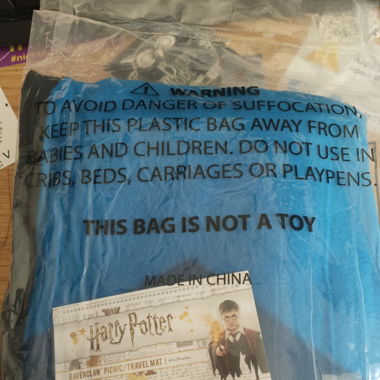 #ni
WARNING
TO AVOID DANGER OF SUFFOCATION,
KEEP THIS PLASTIC BAG AWAY FROM
BABIES AND CHILDREN. DO NOT USE IN
CRIBS, BEDS, CARRIAGES OR PLAYPENS.
THIS BAG IS NOT A TOY
MADE IN CHINA
Harry Potter
RAVENCLAW PICNIC/TRAVEL MAT